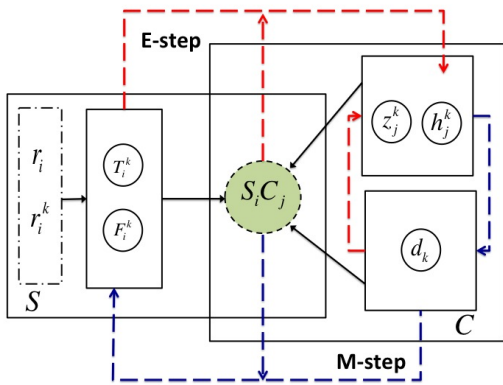 E-step
r_i
r_i^k
S
T_i^k
F_i^k
S_iC_j
z_j^k
h_j^k
d_k
C
M-step